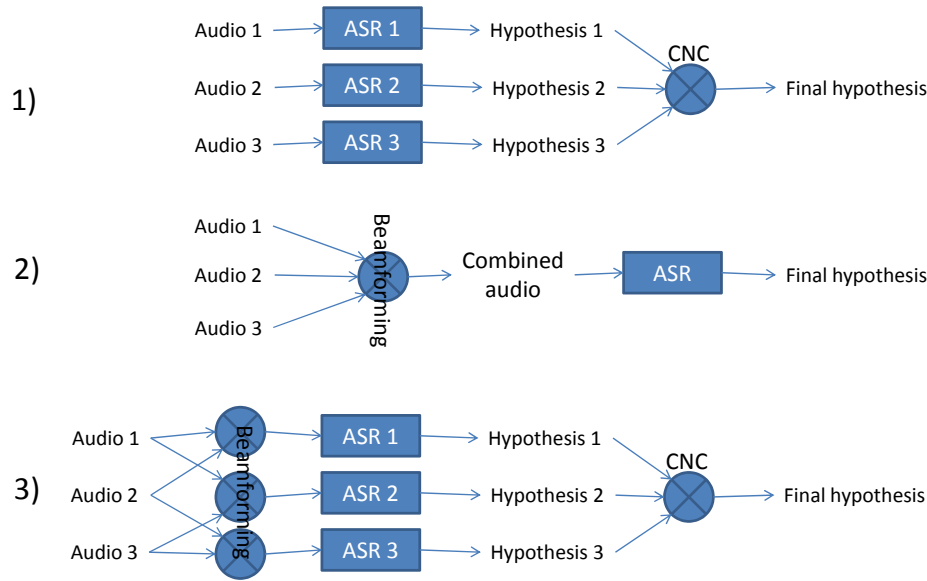 Audio 1 ASR 1 Hypothesis 1
CNC
1) Audio 2 ASR 2 Hypothesis 2 Final hypothesis
Audio 3 ASR 3 Hypothesis 3
Audio 1
Beamforming
2) Audio 2 Combined audio ASR Final hypothesis
Audio 3
Audio 1 ASR 1 Hypothesis 1
Beamforming
CNC
3) Audio 2 ASR 2 Hypothesis 2 Final hypothesis
Audio 3 ASR 3 Hypothesis 3